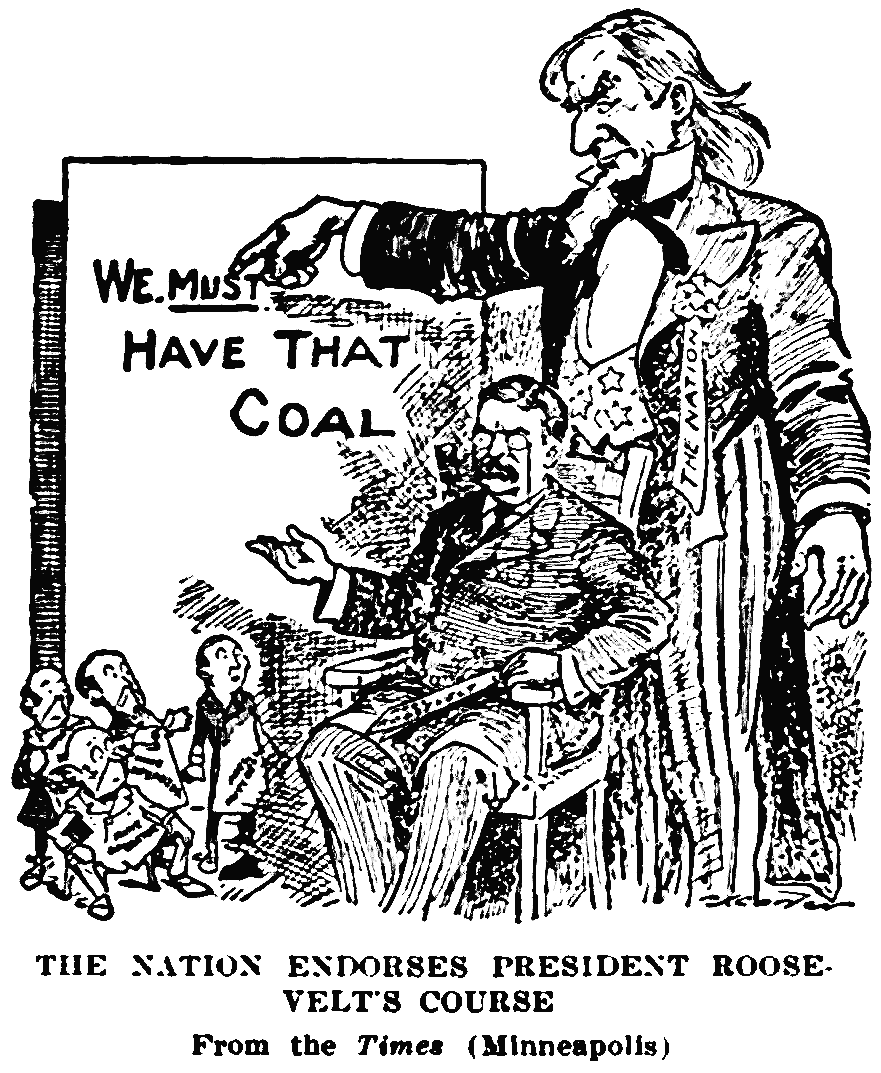 WE.MUST
HAVE THAT
COAL
THE NATION
THE NATION ENDORSES PRESIDENT ROOSE-
VELT'S COURSE
From the Times (Minneapolis)